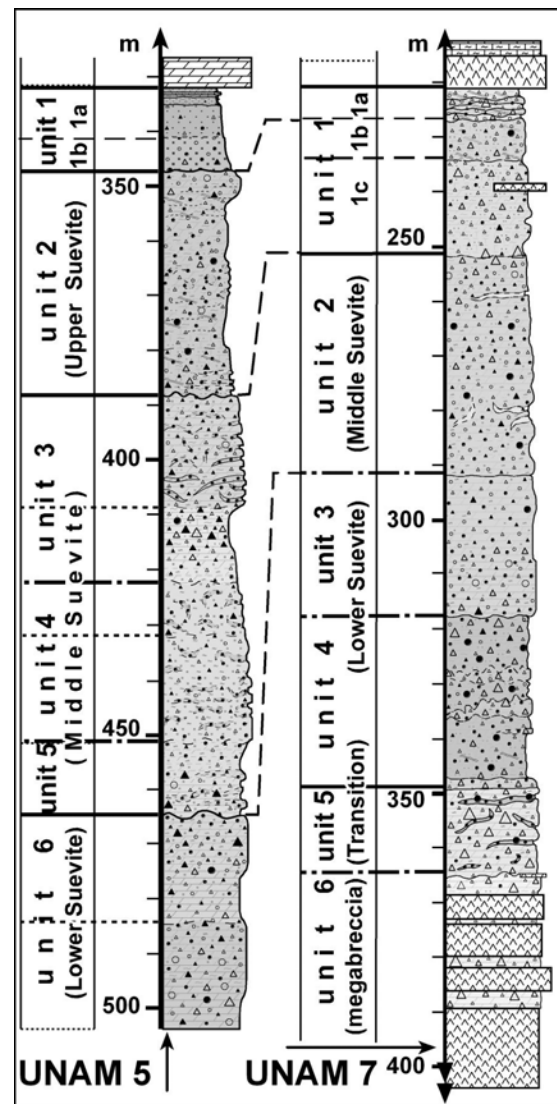 m
unit 1
1b 1a
350
unit 2
(Upper Suevite)
400
unit 3
unit 4
450
unit 5
(Middle Suevite)
unit 6
(Lower Suevite)
500
UNAM 5
m
unit 1
1b 1a
1c
250
unit 2
(Middle Suevite)
300
unit 3
(Lower Suevite)
unit 4
350
unit 5
(Transition)
unit 6
(megabreccia)
400
UNAM 7